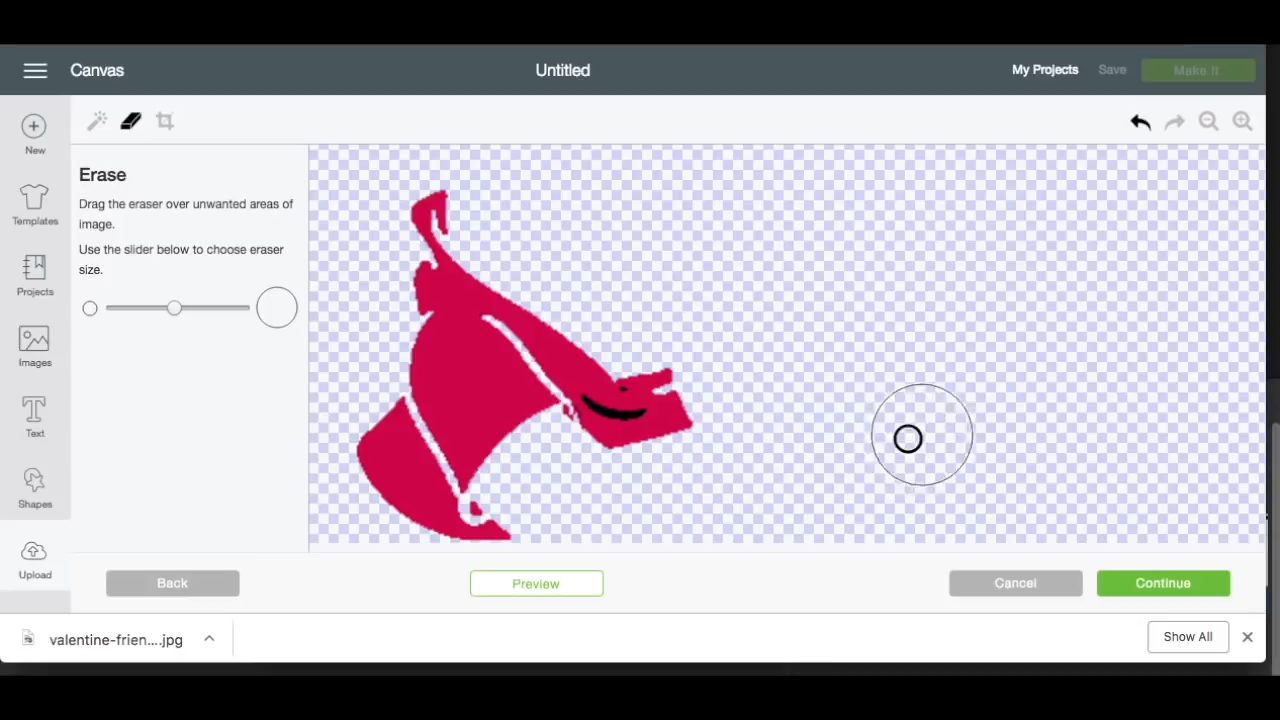 Canvas
Untitled
My Projects
Save
Make It
New
Templates
Projects
Images
Text
Shapes
Upload
Erase
Drag the eraser over unwanted areas of
image.
Use the slider below to choose eraser
size.
Back
Preview
Cancel
Continue
valentine-frien....jpg
Show All